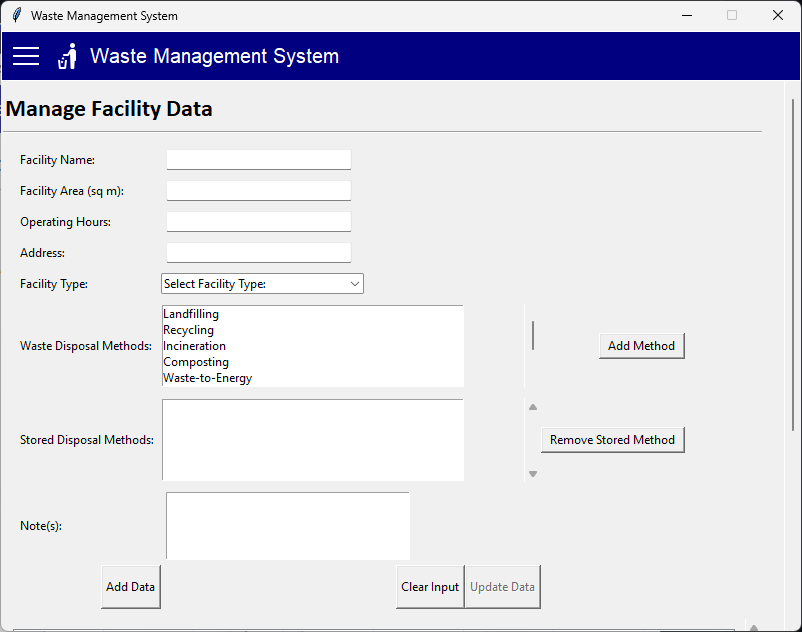 Waste Management System
Waste Management System
Manage Facility Data
Facility Name:
Facility Area (sq m):
Operating Hours:
Address:
Facility Type: Select Facility Type:
Landfilling
Recycling
Waste Disposal Methods: Incineration Add Method
Composting
Waste-to-Energy
Stored Disposal Methods: Remove Stored Method
Note(s):
Add Data Clear Input Update Data